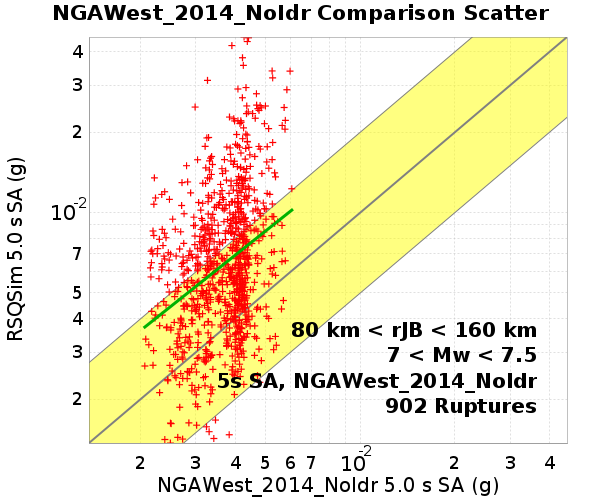 NGAWest_2014_NoIdr Comparison Scatter
RSQSim 5.0 s SA (g)
4
3
2
10-2
7
5
4
3
2
80 km < rJB < 160 km
7 < Mw < 7.5
5s SA, NGAWest_2014_NoIdr
902 Ruptures
2 3 4 5 6 7 10-2 2 3 4
NGAWest_2014_NoIdr 5.0 s SA (g)